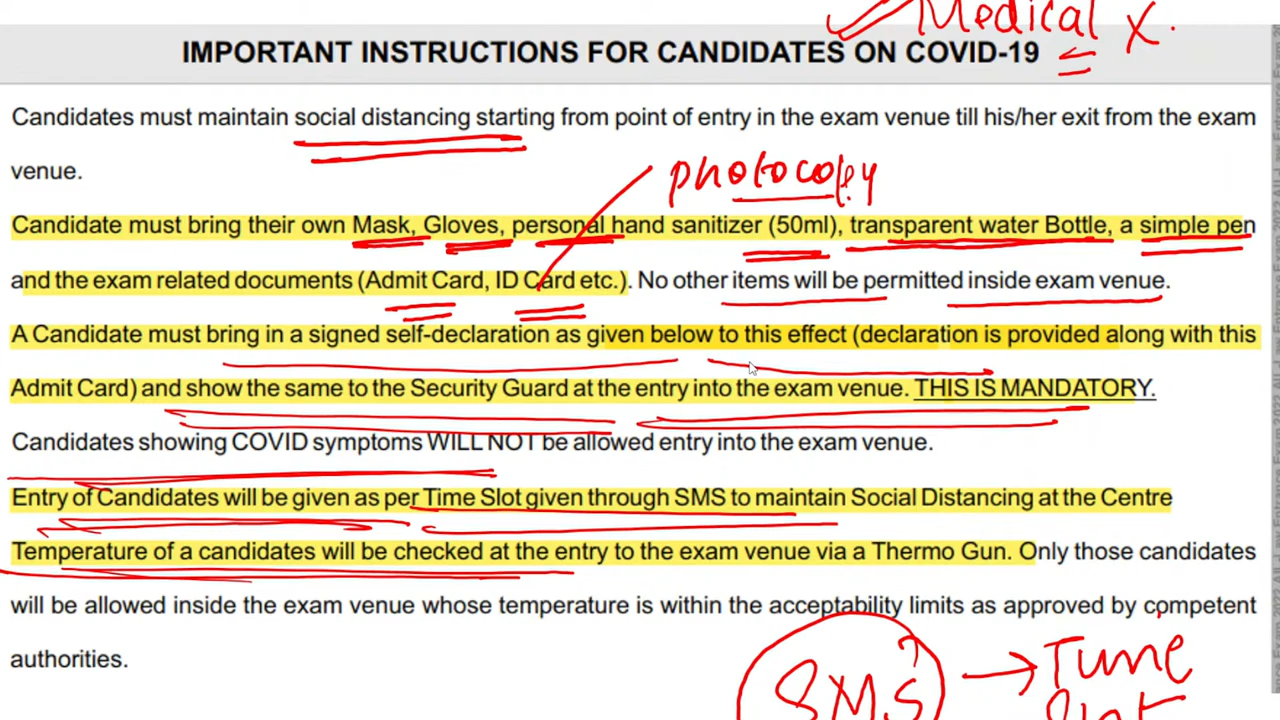 Medical X.
IMPORTANT INSTRUCTIONS FOR CANDIDATES ON COVID-19
Candidates must maintain social distancing starting from point of entry in the exam venue till his/her exit from the exam
venue.
photocopy
Candidate must bring their own Mask, Gloves, personal hand sanitizer (50ml), transparent water Bottle, a simple pen
and the exam related documents (Admit Card, ID Card etc.). No other items will be permitted inside exam venue.
A Candidate must bring in a signed self-declaration as given below to this effect (declaration is provided along with this
Admit Card) and show the same to the Security Guard at the entry into the exam venue. THIS IS MANDATORY.
Candidates showing COVID symptoms WILL NOT be allowed entry into the exam venue.
Entry of Candidates will be given as per Time Slot given through SMS to maintain Social Distancing at the Centre
Temperature of a candidates will be checked at the entry to the exam venue via a Thermo Gun. Only those candidates
will be allowed inside the exam venue whose temperature is within the acceptability limits as approved by competent
authorities.
SMS → Time
Slot